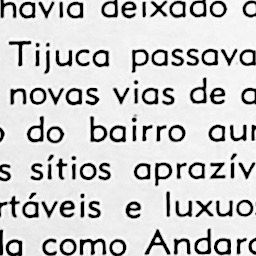 havia deixado
Tijuca passava
novas vias de a
o do bairro au
s sítios aprazív
rtáveis e luxuo
la como Andar